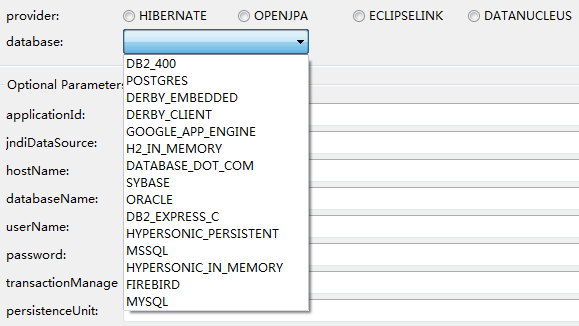 provider: HIBERNATE OPENJPA ECLIPSELINK DATANUCLEUS
database:
DB2_400
POSTGRES
Optional Parameters
DERBY_EMBEDDED
applicationId:
DERBY_CLIENT
GOOGLE_APP_ENGINE
jndiDataSource:
H2_IN_MEMORY
hostName:
DATABASE_DOT_COM
SYBASE
databaseName:
ORACLE
DB2_EXPRESS_C
userName:
HYPERSONIC_PERSISTENT
password:
MSSQL
HYPERSONIC_IN_MEMORY
transactionManage
FIREBIRD
MYSQL
persistenceUnit: